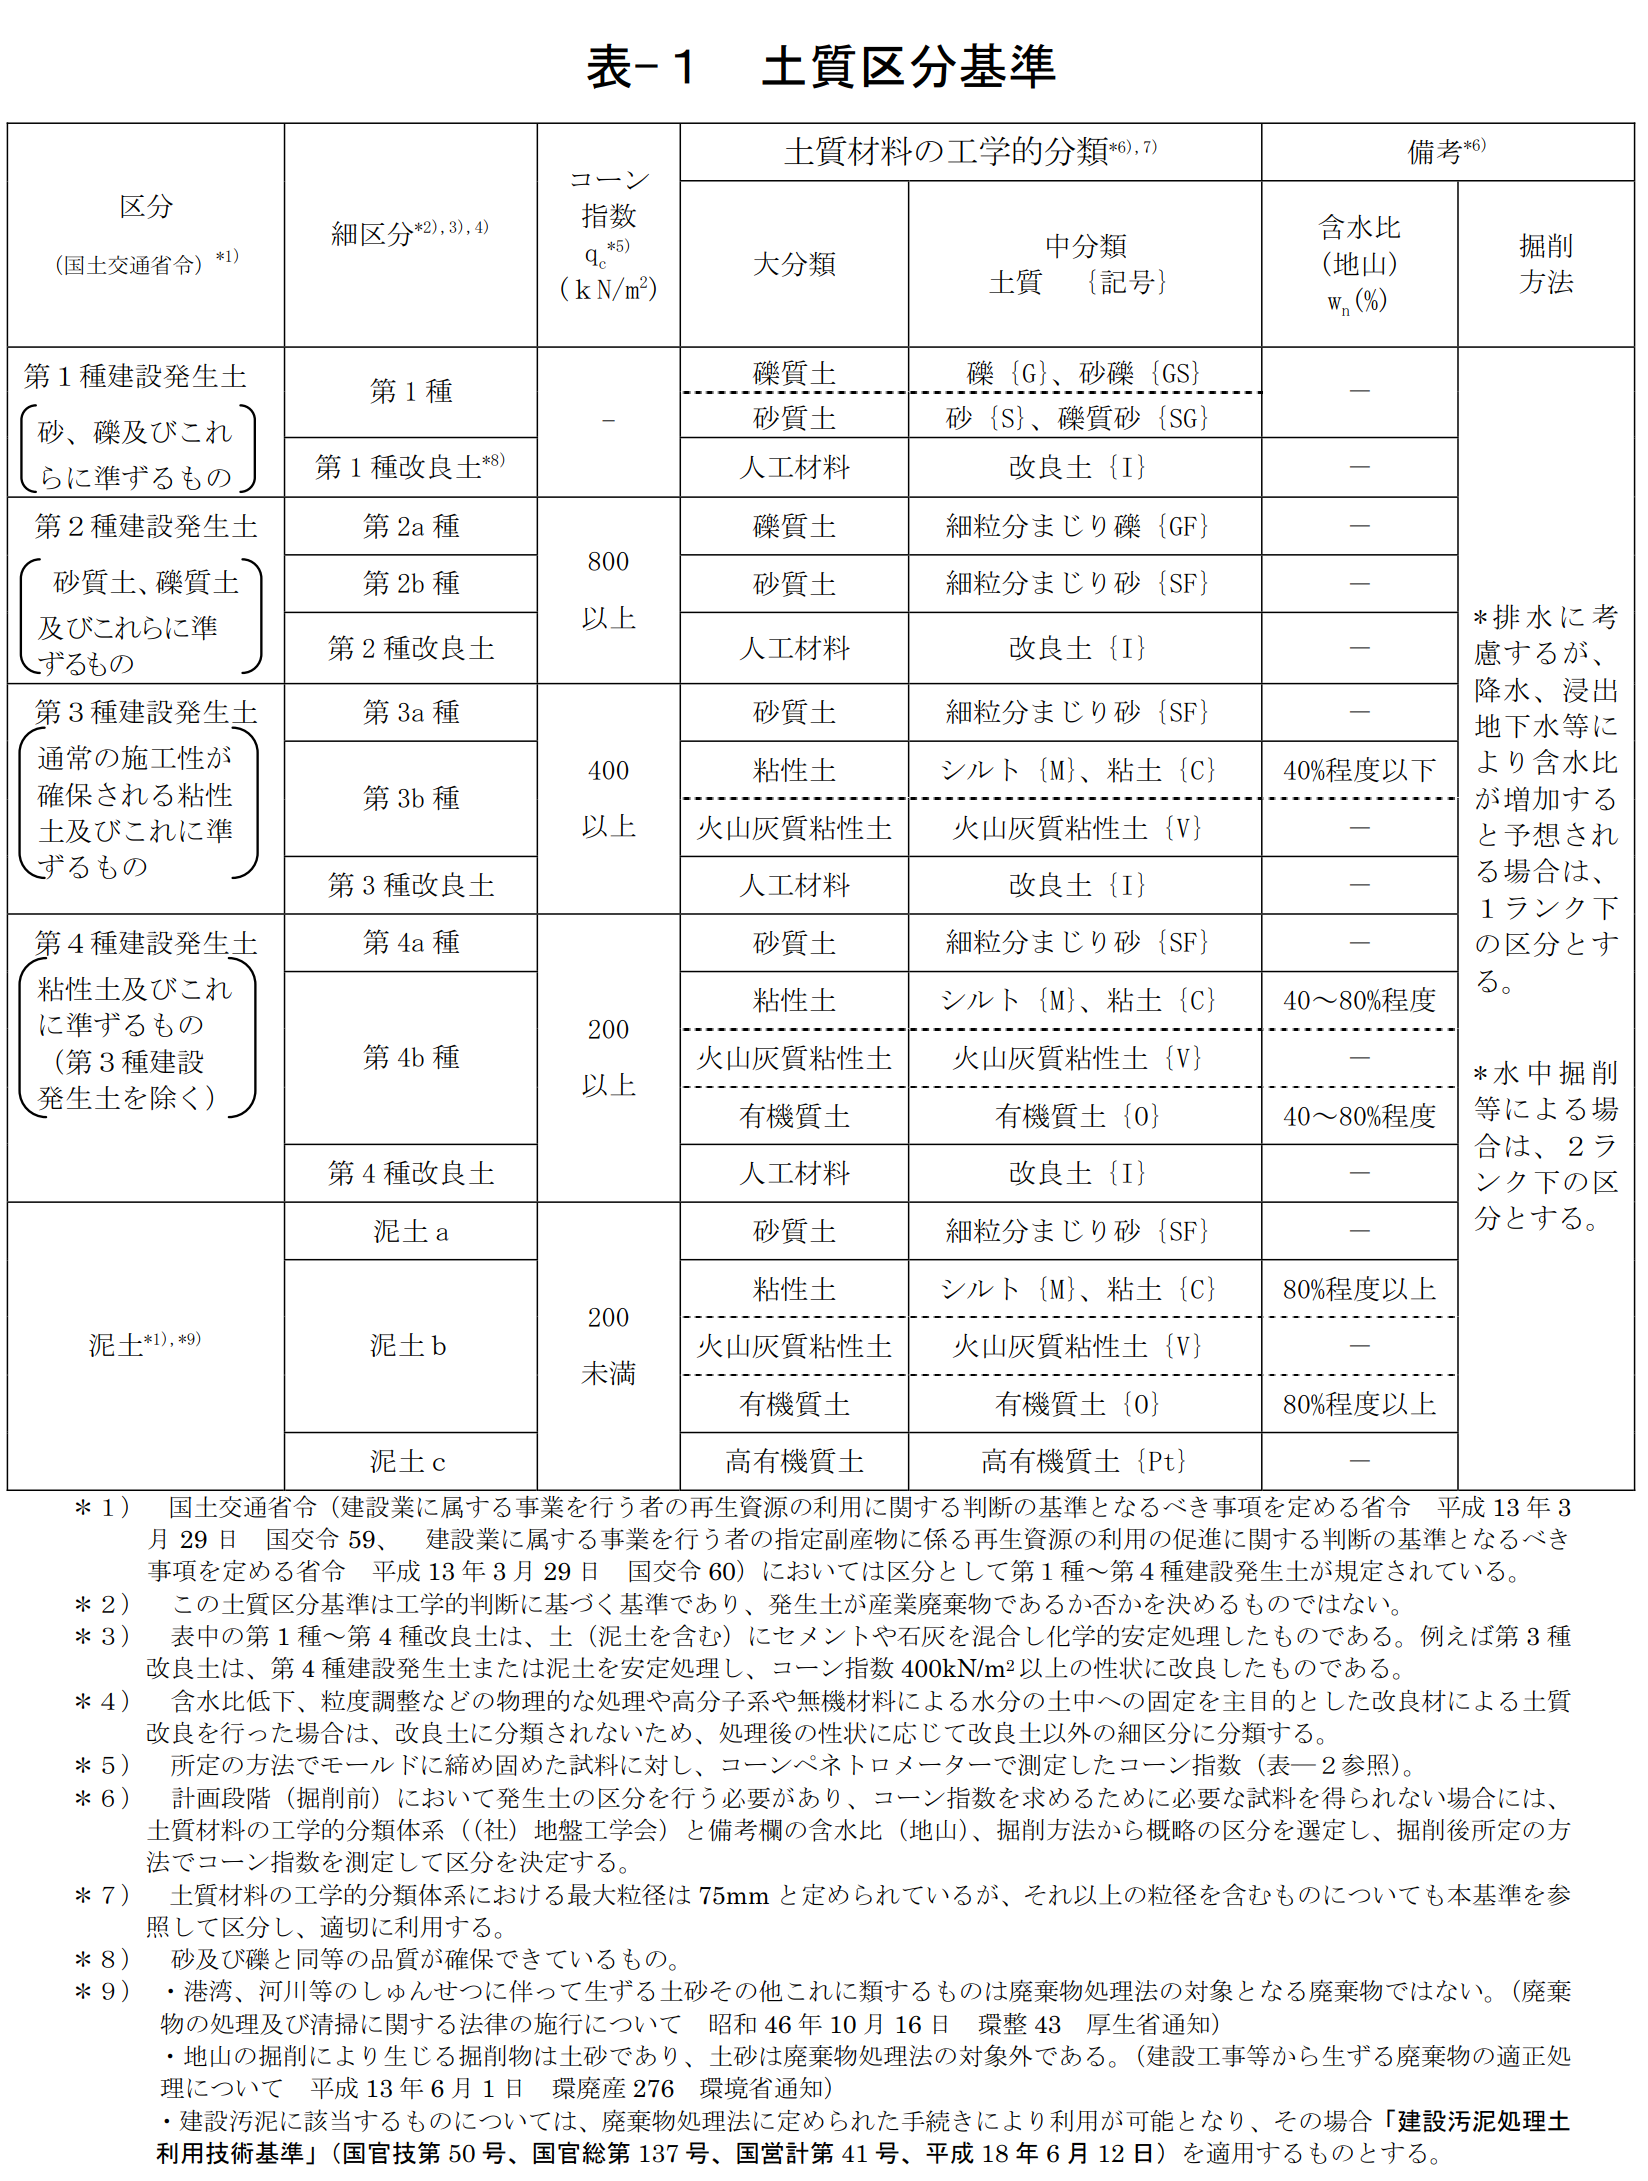 表-１　土質区分基準
区分
（国土交通省令）*1)
細区分*2),3),4)
コーン
指数
qc*5)
(ｋN/m2)
土質材料の工学的分類*6),7)
備考*6)
大分類
中分類
土質　｛記号｝
含水比
（地山）
wn(%)
掘削
方法
第１種建設発生土
砂、礫及びこれ
らに準ずるもの
第１種
－
礫質土
礫｛G｝、砂礫｛GS｝
－
砂質土
砂｛S｝、礫質砂｛SG｝
第１種改良土*8)
人工材料
改良土｛I｝
－
第２種建設発生土
砂質土、礫質土
及びこれらに準
ずるもの
第 2a 種
800
以上
礫質土
細粒分まじり礫｛GF｝
－
第 2b 種
砂質土
細粒分まじり砂｛SF｝
－
第２種改良土
人工材料
改良土｛I｝
－
第３種建設発生土
通常の施工性が
確保される粘性
土及びこれに準
ずるもの
第 3a 種
400
以上
砂質土
細粒分まじり砂｛SF｝
－
第 3b 種
粘性土
シルト｛M｝、粘土｛C｝
40%程度以下
火山灰質粘性土
火山灰質粘性土｛V｝
－
第３種改良土
人工材料
改良土｛I｝
－
第４種建設発生土
粘性土及びこれ
に準ずるもの
（第３種建設
発生土を除く）
第 4a 種
200
以上
砂質土
細粒分まじり砂｛SF｝
－
第 4b 種
粘性土
シルト｛M｝、粘土｛C｝
40～80%程度
火山灰質粘性土
火山灰質粘性土｛V｝
－
有機質土
有機質土｛O｝
40～80%程度
第４種改良土
人工材料
改良土｛I｝
－
泥土*1),*9)
泥土ａ
200
未満
砂質土
細粒分まじり砂｛SF｝
－
泥土ｂ
粘性土
シルト｛M｝、粘土｛C｝
80%程度以上
火山灰質粘性土
火山灰質粘性土｛V｝
－
有機質土
有機質土｛O｝
80%程度以上
泥土ｃ
高有機質土
高有機質土｛Pt｝
－
*排水に考
慮するが、
降水、浸出
地下水等に
より含水比
が増加する
と予想され
る場合は、
１ランク下
の区分とす
る。
*水中掘削
等による場
合は、２ラ
ンク下の区
分とする。
＊１）　国土交通省令（建設業に属する事業を行う者の再生資源の利用に関する判断の基準となるべき事項を定める省令　平成 13 年 3
月 29 日　国交令 59、　建設業に属する事業を行う者の指定副産物に係る再生資源の利用の促進に関する判断の基準となるべき
事項を定める省令　平成 13 年 3 月 29 日　国交令 60）においては区分として第１種～第４種建設発生土が規定されている。
＊２）　この土質区分基準は工学的判断に基づく基準であり、発生土が産業廃棄物であるか否かを決めるものではない。
＊３）　表中の第１種～第４種改良土は、土（泥土を含む）にセメントや石灰を混合し化学的安定処理したものである。例えば第３種
改良土は、第４種建設発生土または泥土を安定処理し、コーン指数 400kN/m2 以上の性状に改良したものである。
＊４）　含水比低下、粒度調整などの物理的な処理や高分子系や無機材料による水分の土中への固定を主目的とした改良材による土質
改良を行った場合は、改良土に分類されないため、処理後の性状に応じて改良土以外の細区分に分類する。
＊５）　所定の方法でモールドに締め固めた試料に対し、コーンペネトロメーターで測定したコーン指数（表―２参照）。
＊６）　計画段階（掘削前）において発生土の区分を行う必要があり、コーン指数を求めるために必要な試料を得られない場合には、
土質材料の工学的分類体系（（社）地盤工学会）と備考欄の含水比（地山）、掘削方法から概略の区分を選定し、掘削後所定の方
法でコーン指数を測定して区分を決定する。
＊７）　土質材料の工学的分類体系における最大粒径は 75mm と定められているが、それ以上の粒径を含むものについても本基準を参
照して区分し、適切に利用する。
＊８）　砂及び礫と同等の品質が確保できているもの。
＊９）　・港湾、河川等のしゅんせつに伴って生ずる土砂その他これに類するものは廃棄物処理法の対象となる廃棄物ではない。（廃棄
物の処理及び清掃に関する法律の施行について　昭和 46 年 10 月 16 日　環整 43　厚生省通知）
・地山の掘削により生じる掘削物は土砂であり、土砂は廃棄物処理法の対象外である。（建設工事等から生ずる廃棄物の適正処
理について　平成 13 年 6 月 1 日　環廃産 276　環境省通知）
・建設汚泥に該当するものについては、廃棄物処理法に定められた手続きにより利用が可能となり、その場合「建設汚泥処理土
利用技術基準」（国官技第 50 号、国官総第 137 号、国営計第 41 号、平成 18 年 6 月 12 日）を適用するものとする。